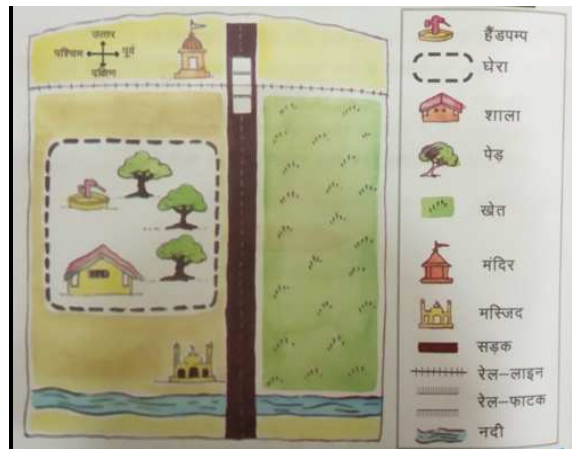 उत्तर
पश्चिम पूर्व
दक्षिण
हैंडपम्प
घेरा
शाला
पेड़
खेत
मंदिर
मस्जिद
सड़क
रेल-लाइन
रेल-फाटक
नदी